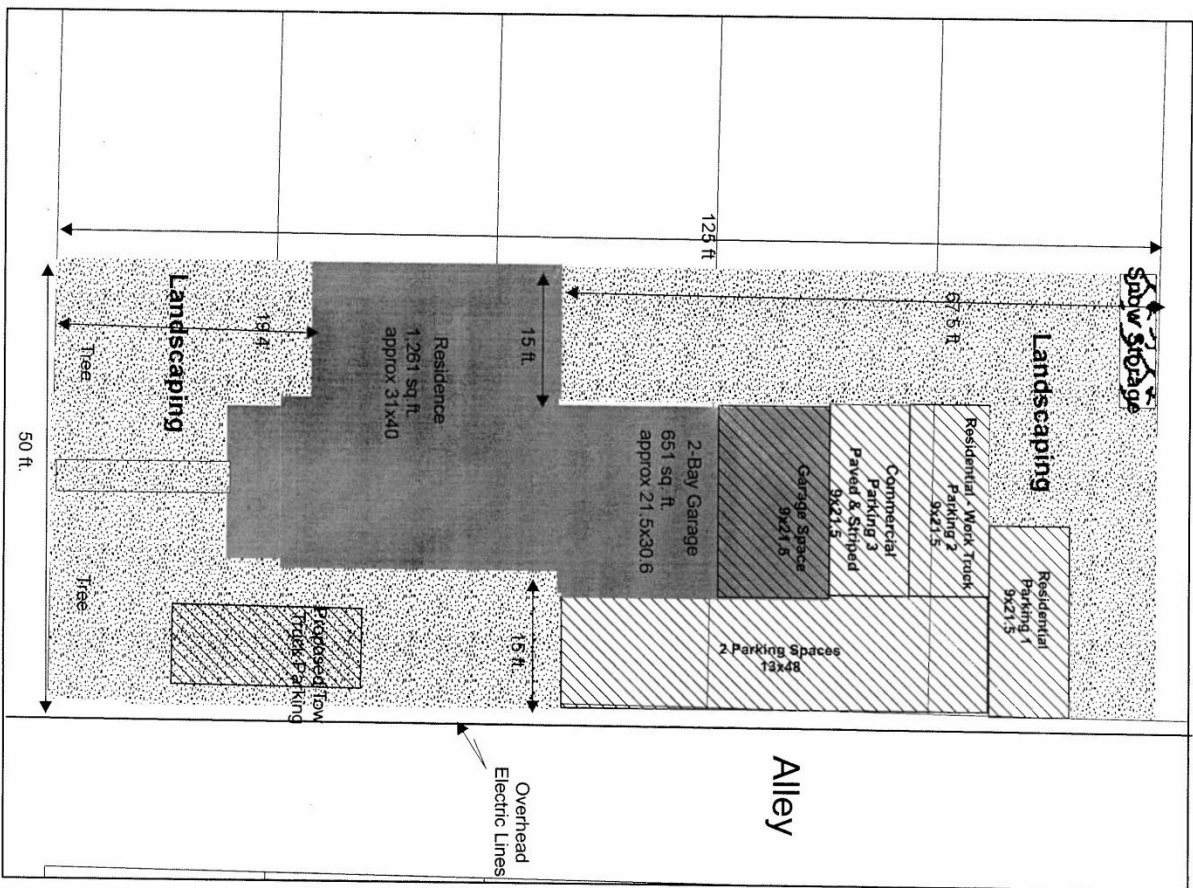 125 ft
Snow Storage
67.5 ft
Landscaping
Landscaping
19'4"
15 ft.
Residence
1,261 sq.ft.
approx 31x40
2-Bay Garage
651 sq. ft.
approx 21.5x30.6
Garage Space
9x21.5
Commercial
Parking 3
Paved & Striped
9x21.5
Residential - Work Truck
Parking 2
9x21.5
Residential
Parking 1
9x21.5
Tree
Tree
50 ft.
Proposed Tow
Truck Parking
15 ft
2 Parking Spaces
13x48
Alley
Overhead
Electric Lines